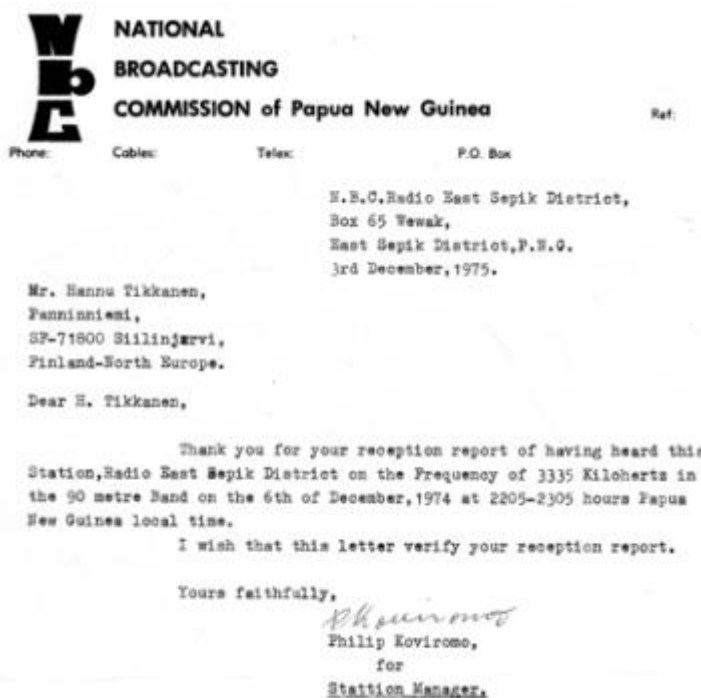 NbC
NATIONAL
BROADCASTING
COMMISSION of Papua New Guinea
Ref:
Phone: Cables: Telex: P.O. Box
N.B.C.Radio East Sepik District,
Box 65 Wewak,
East Sepik District,P.N.G.
3rd December,1975.
Mr. Hannu Tikkanen,
Panninniemi,
SF-71800 Siilinjærvi,
Finland-North Europe.
Dear H. Tikkanen,
Thank you for your reception report of having heard this
Station,Radio East Sepik District on the Frequency of 3335 Kilohertz in
the 90 metre Band on the 6th of December,1974 at 2205-2305 hours Papua
New Guinea local time.
I wish that this letter verify your reception report.
Yours faithfully,
PKoviromo
Philip Koviromo,
for
Stattion Manager.